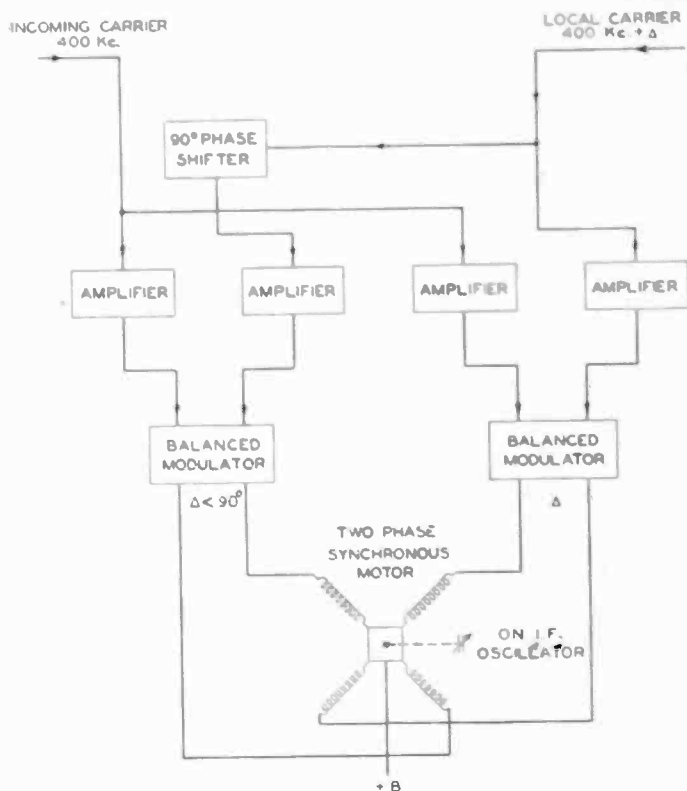 INCOMING CARRIER
400 Kc.
LOCAL CARRIER
400 Kc. + Δ
90° PHASE
SHIFTER
AMPLIFIER
AMPLIFIER
AMPLIFIER
AMPLIFIER
BALANCED
MODULATOR
BALANCED
MODULATOR
Δ < 90°
Δ
TWO PHASE
SYNCHRONOUS
MOTOR
ON I.F.
OSCILLATOR
+ B